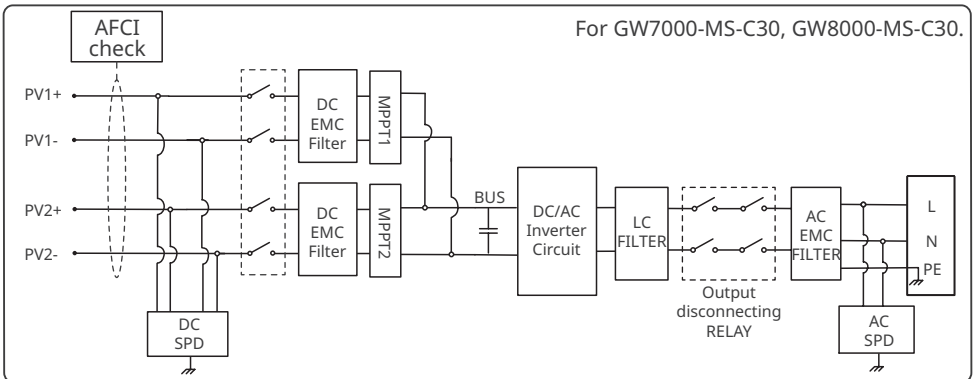 AFCI
check
For GW7000-MS-C30, GW8000-MS-C30.
PV1+
PV1-
PV2+
PV2-
DC
EMC
Filter
MPPT1
DC
EMC
Filter
MPPT2
BUS
DC/AC
Inverter
Circuit
LC
FILTER
Output
disconnecting
RELAY
AC
EMC
FILTER
L
N
PE
DC
SPD
AC
SPD